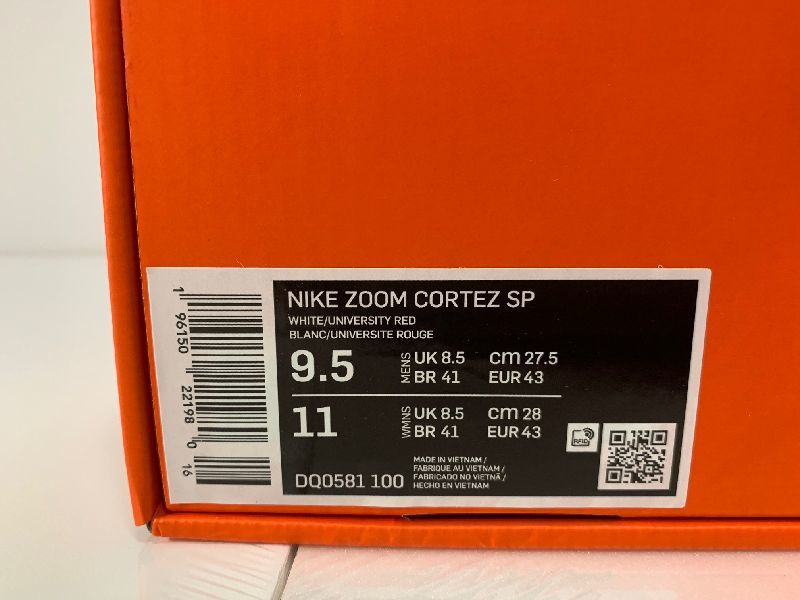 NIKE ZOOM CORTEZ SP
WHITE/UNIVERSITY RED
BLANC/UNIVERSITE ROUGE
9.5 MENS UK 8.5 cm 27.5
BR 41 EUR 43
11 WMNS UK 8.5 cm 28
BR 41 EUR 43
DQ0581 100
MADE IN VIETNAM /
FABRIQUE AU VIETNAM /
FABRICADO NO VIETNÃ /
HECHO EN VIETNAM
RFID
1 96150 22198 0 16